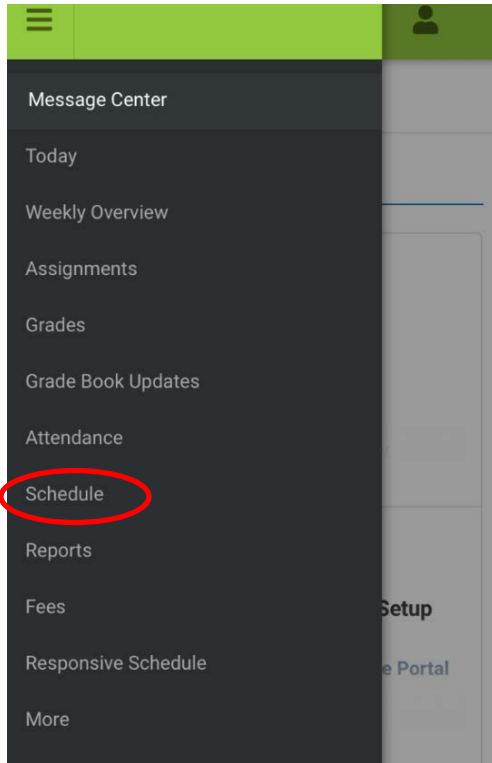 Message Center
Today
Weekly Overview
Assignments
Grades
Grade Book Updates
Attendance
Schedule
Reports
Fees
Setup
Responsive Schedule
e Portal
More